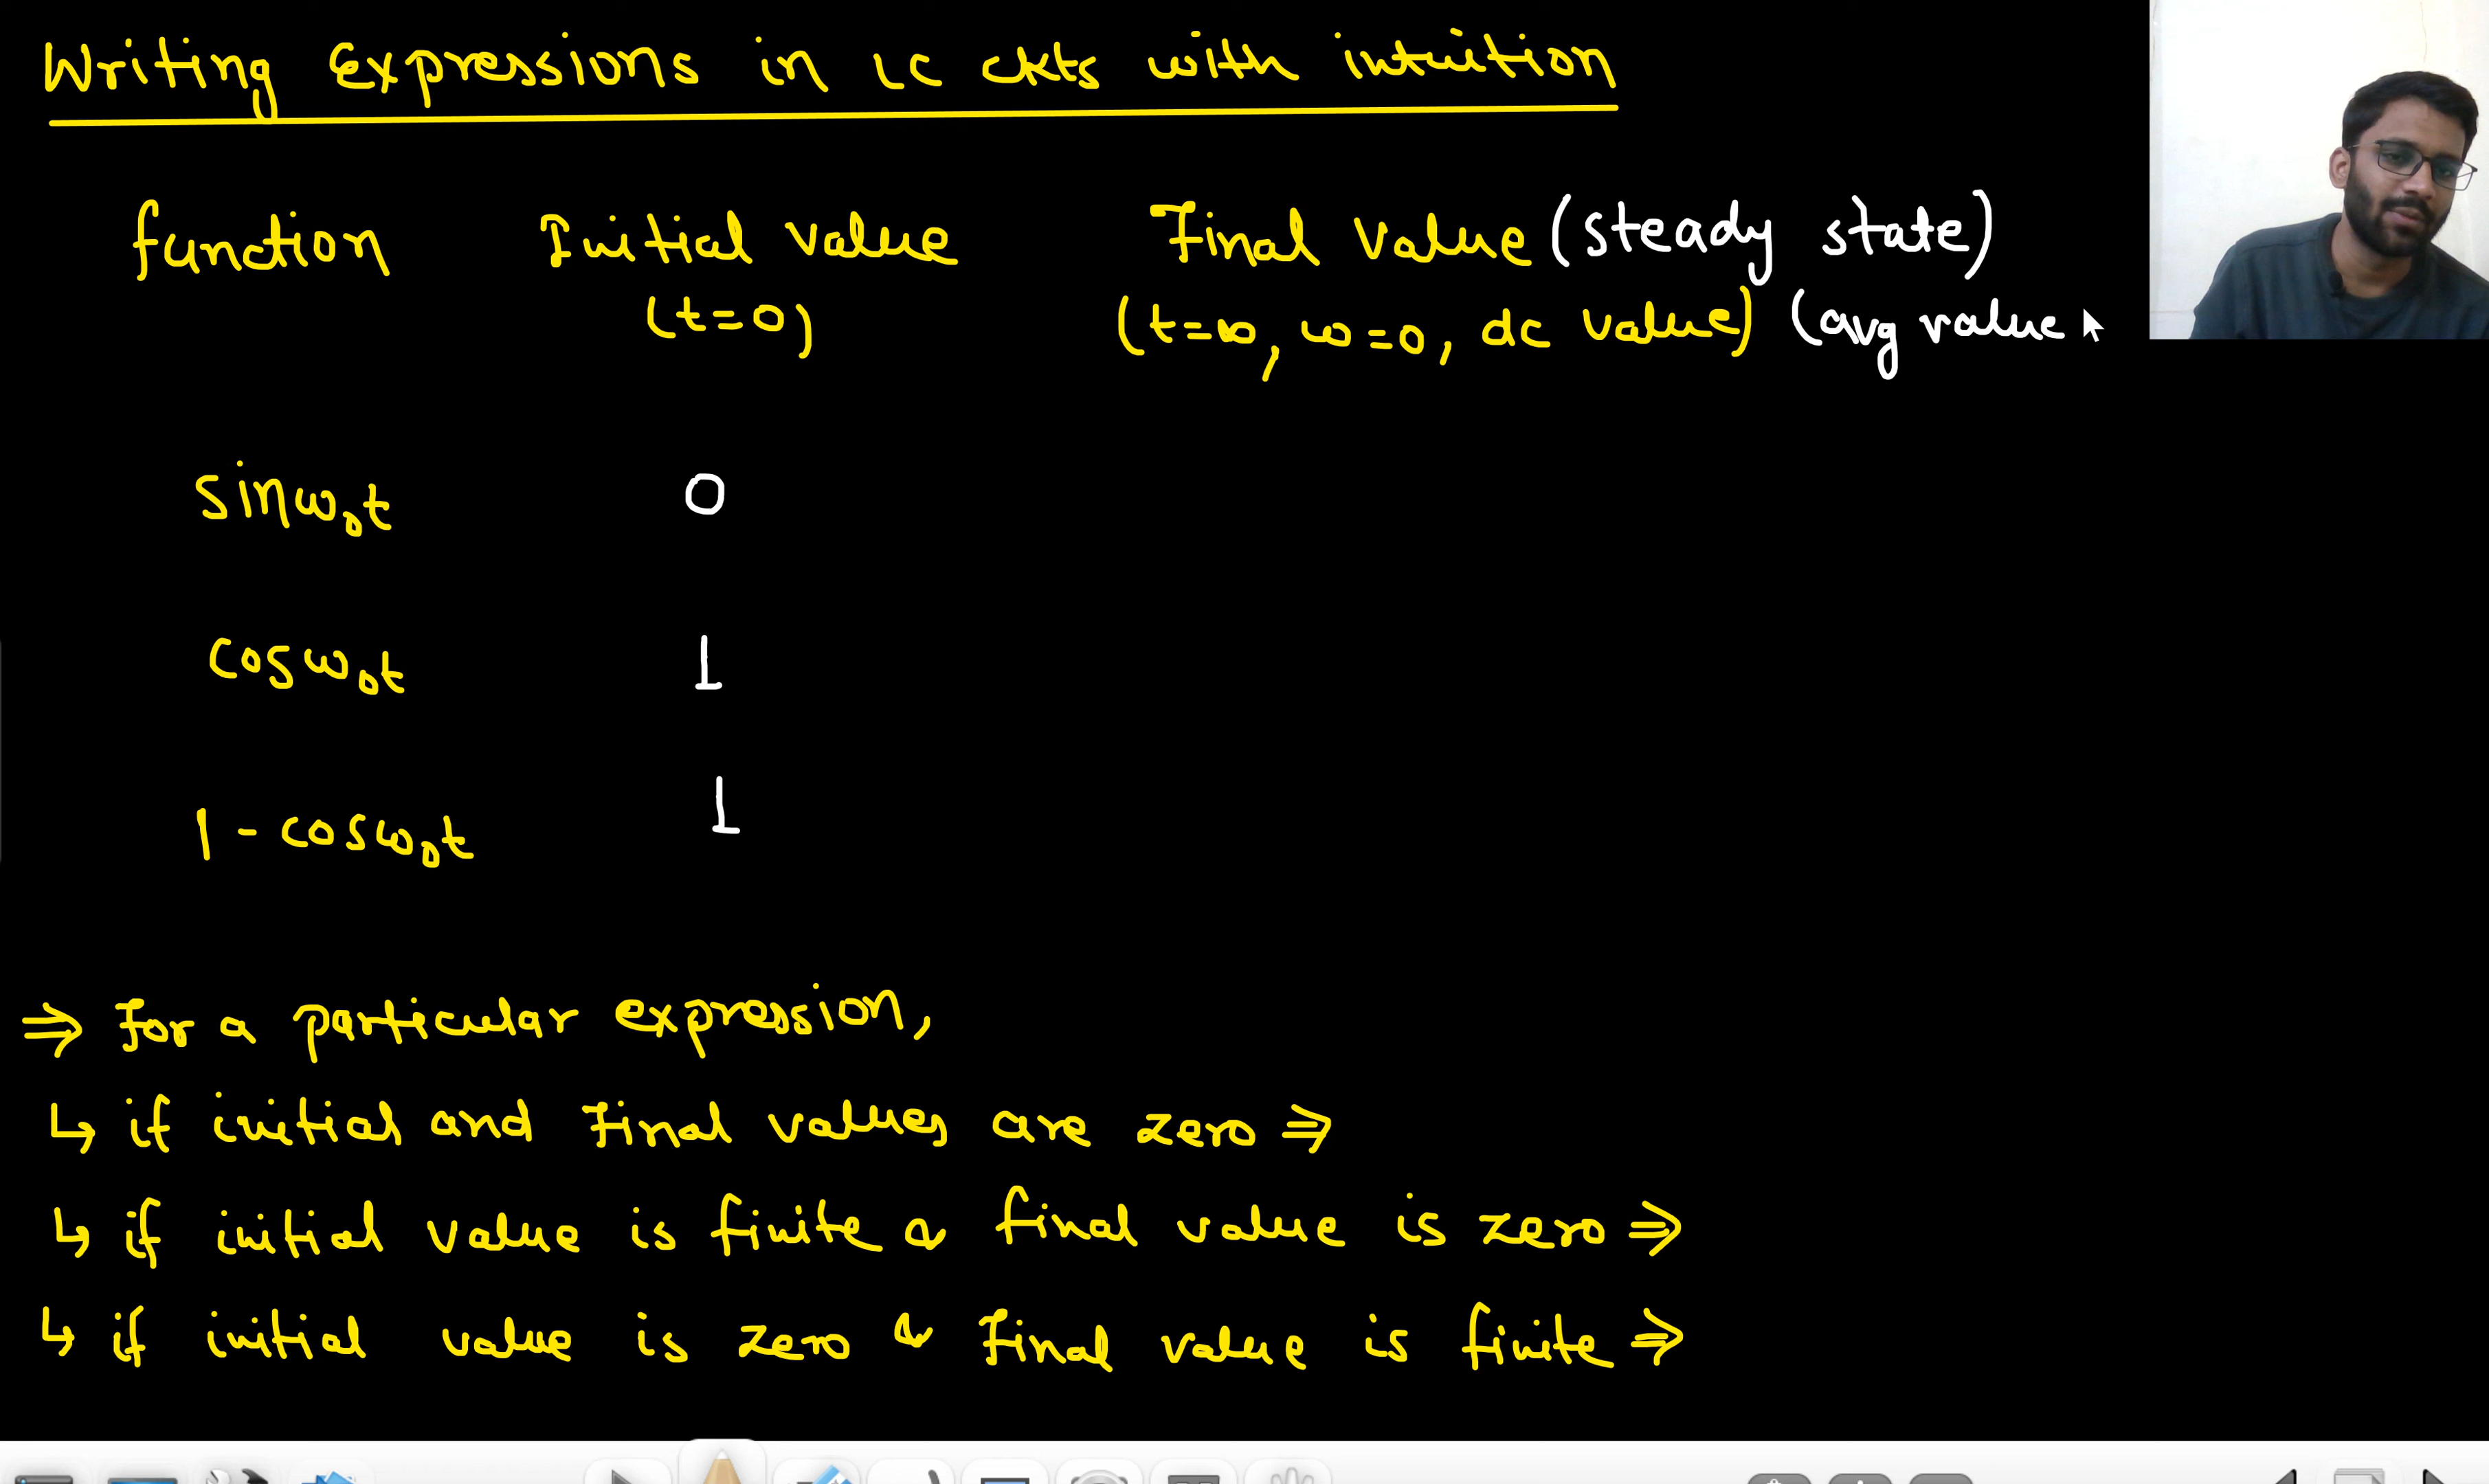 Writing Expressions in LC ckts with intuition
function Initial value Final Value (steady state)
(t=0) (t=∞, ω=0, dc value) (avg value
sinω₀t 0
cosω₀t 1
1 - cosω₀t 1
⇒ For a particular expression,
↳ if initial and Final values are zero ⇒
↳ if initial value is finite & final value is zero ⇒
↳ if initial value is zero & Final value is finite ⇒